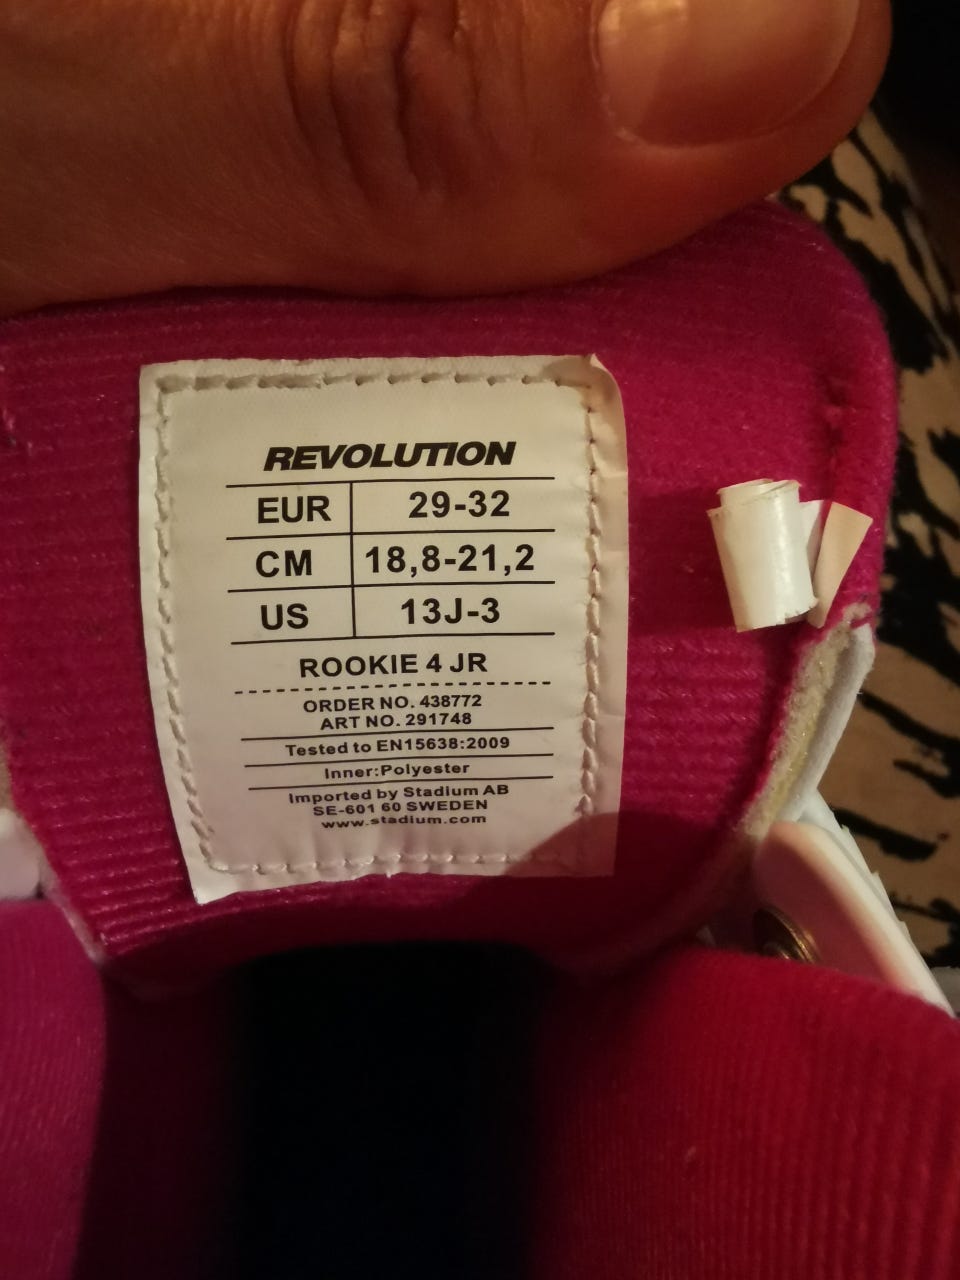 REVOLUTION
EUR 29-32
CM 18,8-21,2
US 13J-3
ROOKIE 4 JR
ORDER NO. 438772
ART NO. 291748
Tested to EN15638:2009
Inner:Polyester
Imported by Stadium AB
SE-601 60 SWEDEN
www.stadium.com